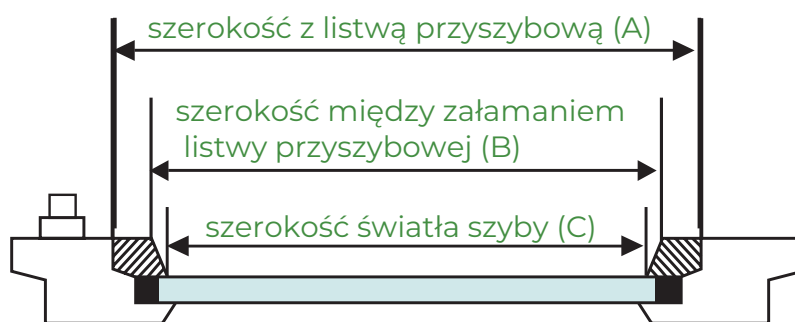 szerokość z listwą przyszybową (A)
szerokość między załamaniem
listwy przyszybowej (B)
szerokość światła szyby (C)